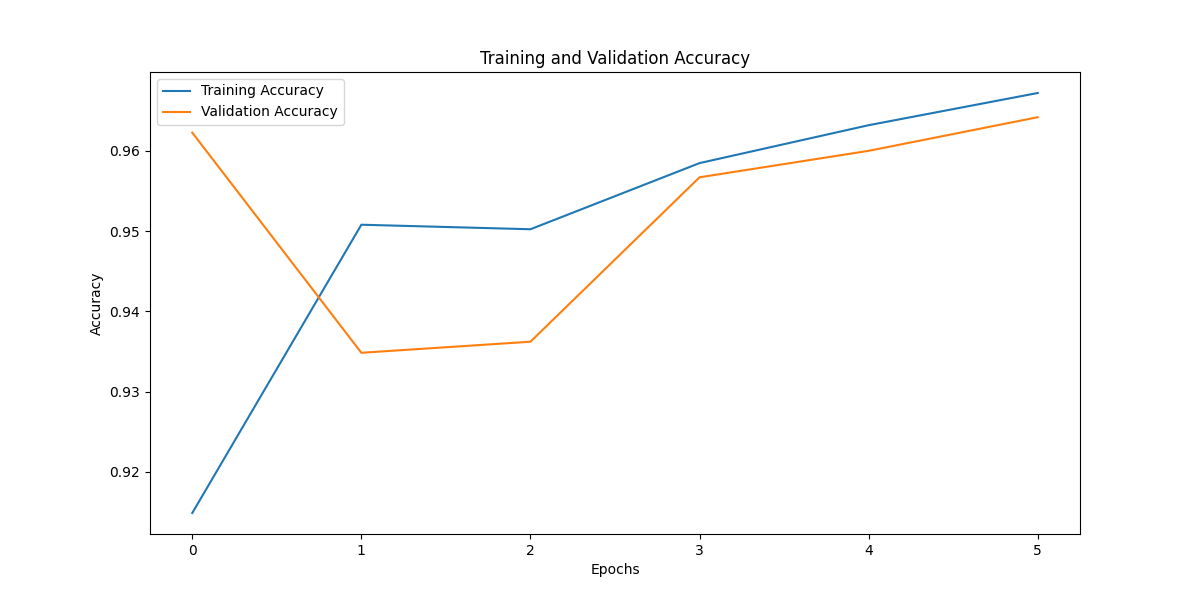 Training and Validation Accuracy
Training Accuracy
Validation Accuracy
0.96
0.95
0.94
0.93
0.92
Accuracy
0 1 2 3 4 5
Epochs